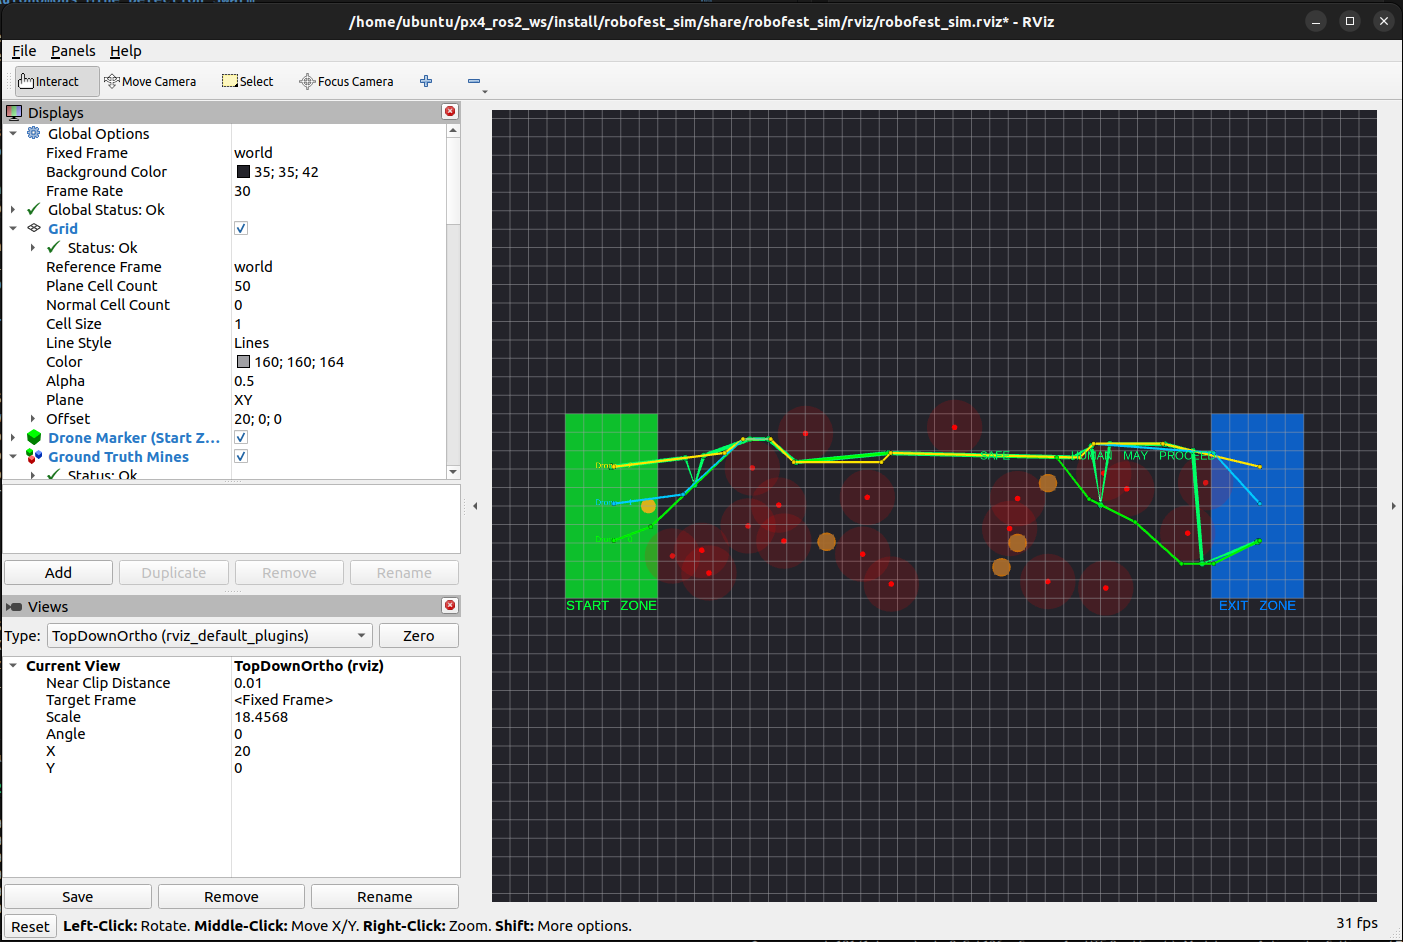 /home/ubuntu/px4_ros2_ws/install/robofest_sim/share/robofest_sim/rviz/robofest_sim.rviz* - RViz
File Panels Help
Interact Move Camera Select Focus Camera
Displays
Global Options
Fixed Frame world
Background Color 35; 35; 42
Frame Rate 30
Global Status: Ok
Grid
Status: Ok
Reference Frame world
Plane Cell Count 50
Normal Cell Count 0
Cell Size 1
Line Style Lines
Color 160; 160; 164
Alpha 0.5
Plane XY
Offset 20; 0; 0
Drone Marker (Start Z...
Ground Truth Mines
Status: Ok
Add Duplicate Remove Rename
Views
Type: TopDownOrtho (rviz_default_plugins) Zero
Current View TopDownOrtho (rviz)
Near Clip Distance 0.01
Target Frame <Fixed Frame>
Scale 18.4568
Angle 0
X 20
Y 0
Save Remove Rename
Reset Left-Click: Rotate. Middle-Click: Move X/Y. Right-Click: Zoom. Shift: More options.
31 fps
SAFE HUMAN MAY PROCEED
START ZONE
EXIT ZONE